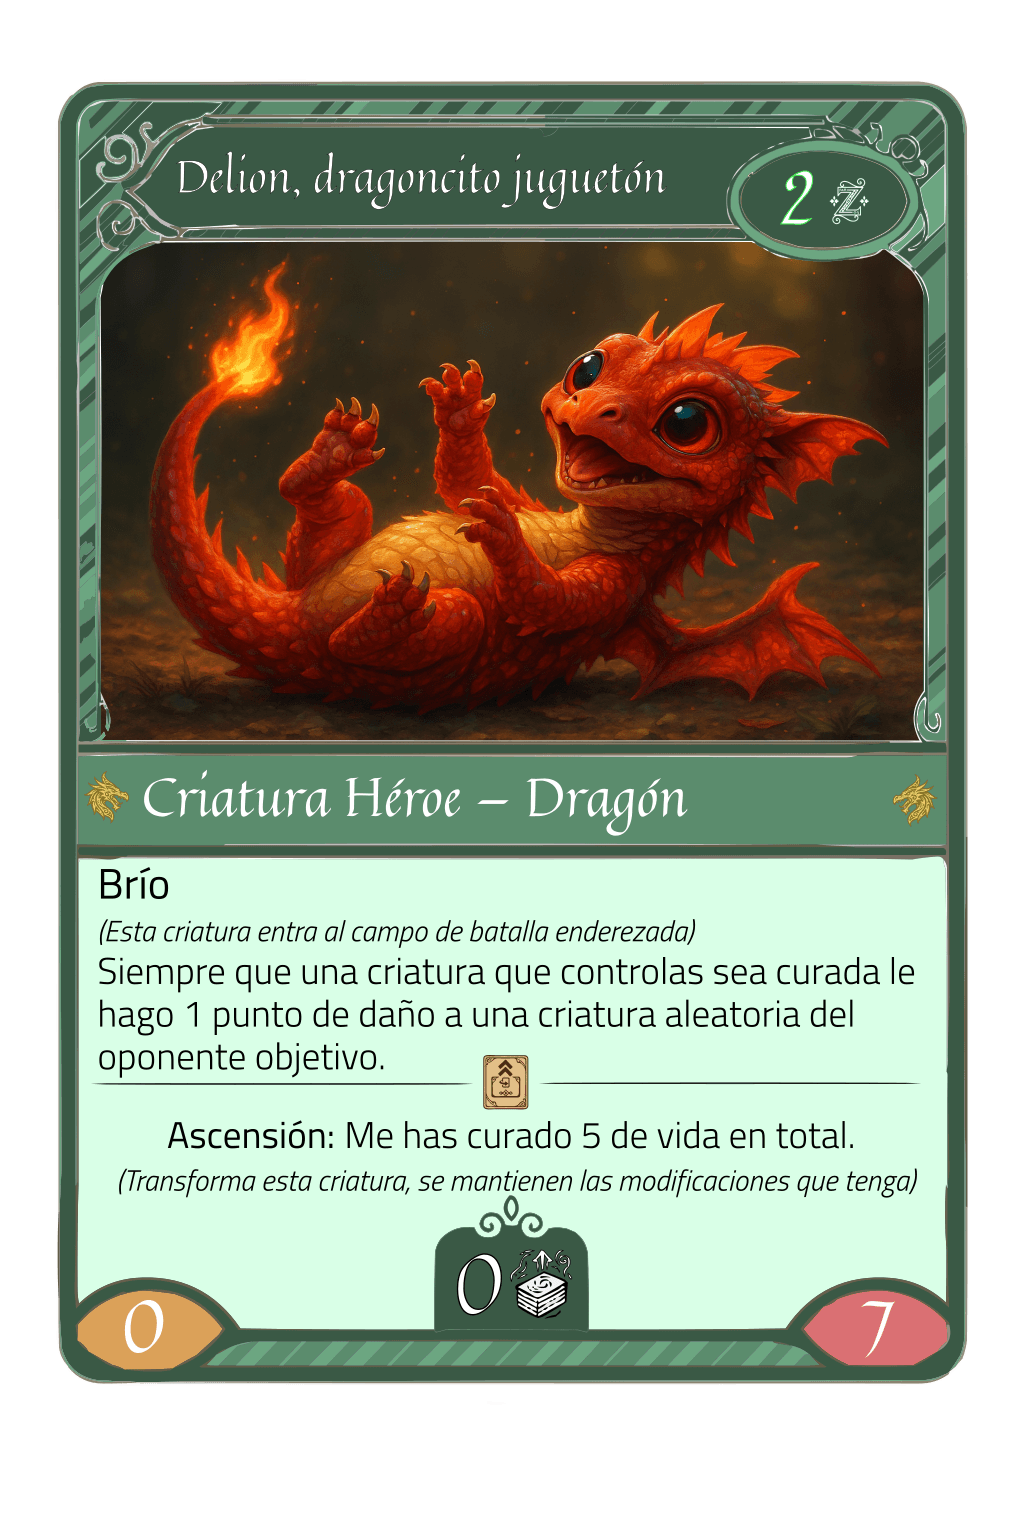 Delion, dragoncito juguetón
2 Z
Criatura Héroe – Dragón
Brío
(Esta criatura entra al campo de batalla enderezada)
Siempre que una criatura que controlas sea curada le
hago 1 punto de daño a una criatura aleatoria del
oponente objetivo.
Ascensión: Me has curado 5 de vida en total.
(Transforma esta criatura, se mantienen las modificaciones que tenga)
0
0
7